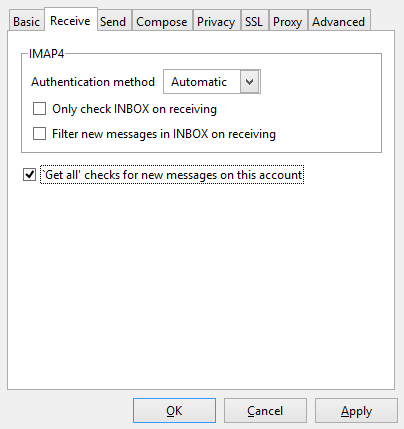 Basic Receive Send Compose Privacy SSL Proxy Advanced
IMAP4
Authentication method Automatic
Only check INBOX on receiving
Filter new messages in INBOX on receiving
`Get all' checks for new messages on this account
OK Cancel Apply